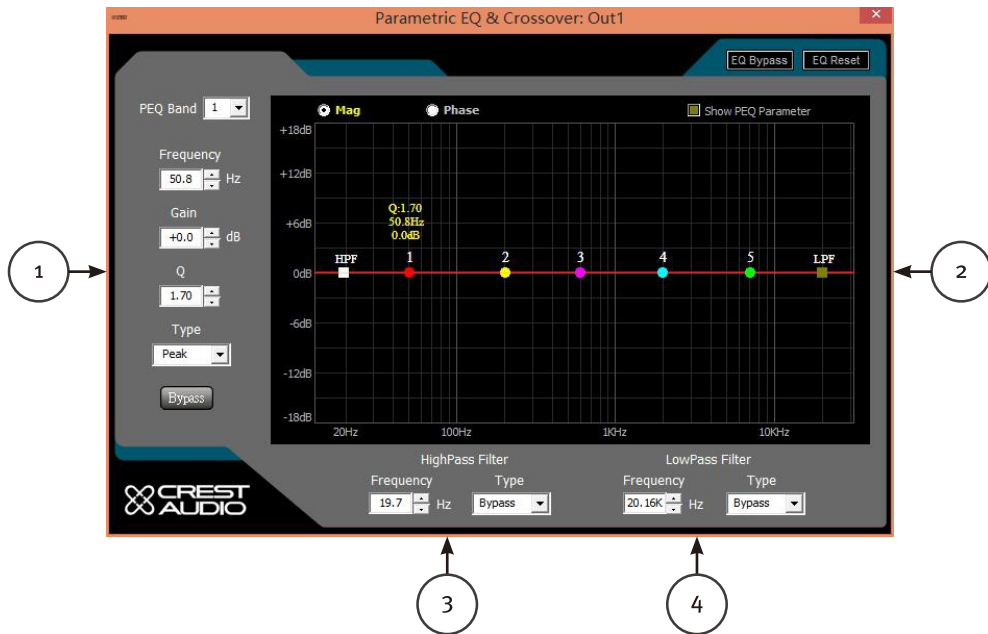 Parametric EQ & Crossover: Out1
EQ Bypass EQ Reset
PEQ Band 1
Mag Phase Show PEQ Parameter
Frequency
50.8 Hz
Gain
+0.0 dB
Q
1.70
Type
Peak
Bypass
+18dB
+12dB
+6dB
0dB
-6dB
-12dB
-18dB
Q:1.70
50.8Hz
0.0dB
HPF 1 2 3 4 5 LPF
20Hz 100Hz 1KHz 10KHz
HighPass Filter
Frequency Type
19.7 Hz Bypass
LowPass Filter
Frequency Type
20.16K Hz Bypass
CREST
AUDIO
1
2
3
4